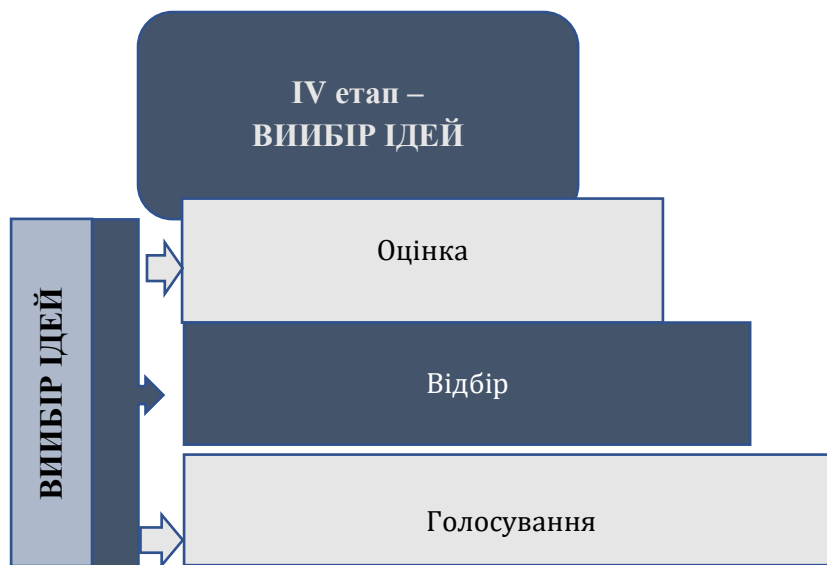 IV етап –
ВИИБІР ІДЕЙ
ВИИБІР ІДЕЙ
Оцінка
Відбір
Голосування